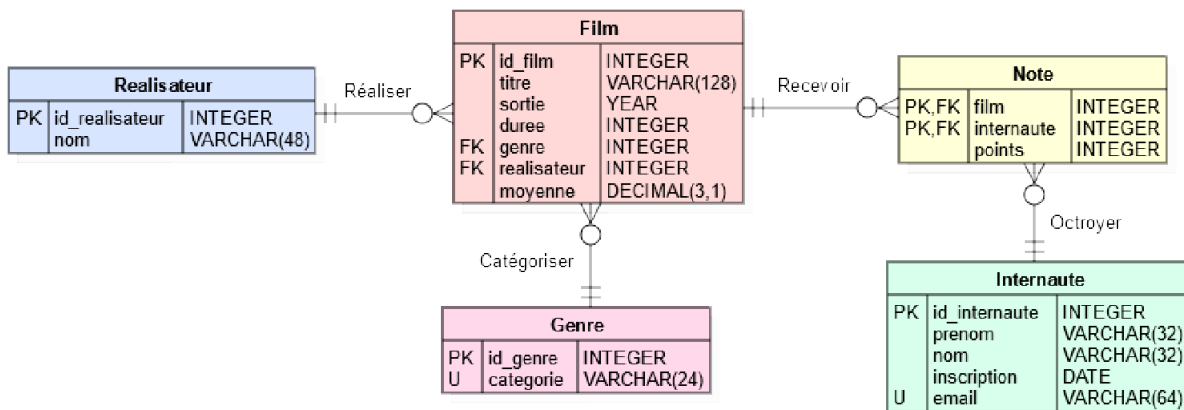 Film
PK id_film INTEGER
titre VARCHAR(128)
sortie YEAR
duree INTEGER
FK genre INTEGER
FK realisateur INTEGER
moyenne DECIMAL(3,1)
Realisateur
PK id_realisateur INTEGER
nom VARCHAR(48)
Réaliser
Recevoir
Note
PK,FK film INTEGER
PK,FK internaute INTEGER
points INTEGER
Octroyer
Catégoriser
Genre
PK id_genre INTEGER
U categorie VARCHAR(24)
Internaute
PK id_internaute INTEGER
prenom VARCHAR(32)
nom VARCHAR(32)
inscription DATE
U email VARCHAR(64)